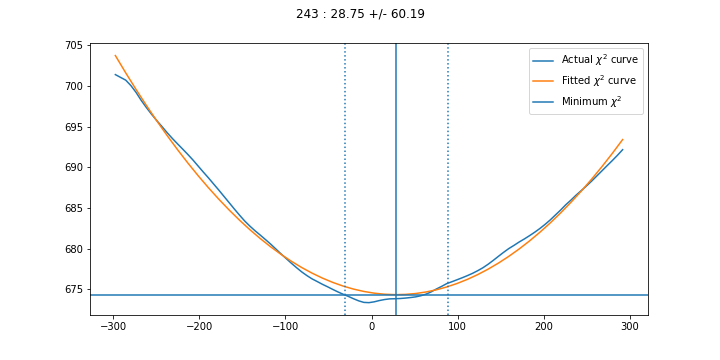 243 : 28.75 +/- 60.19
Actual χ² curve
Fitted χ² curve
Minimum χ²
705
700
695
690
685
680
675
−300 −200 −100 0 100 200 300